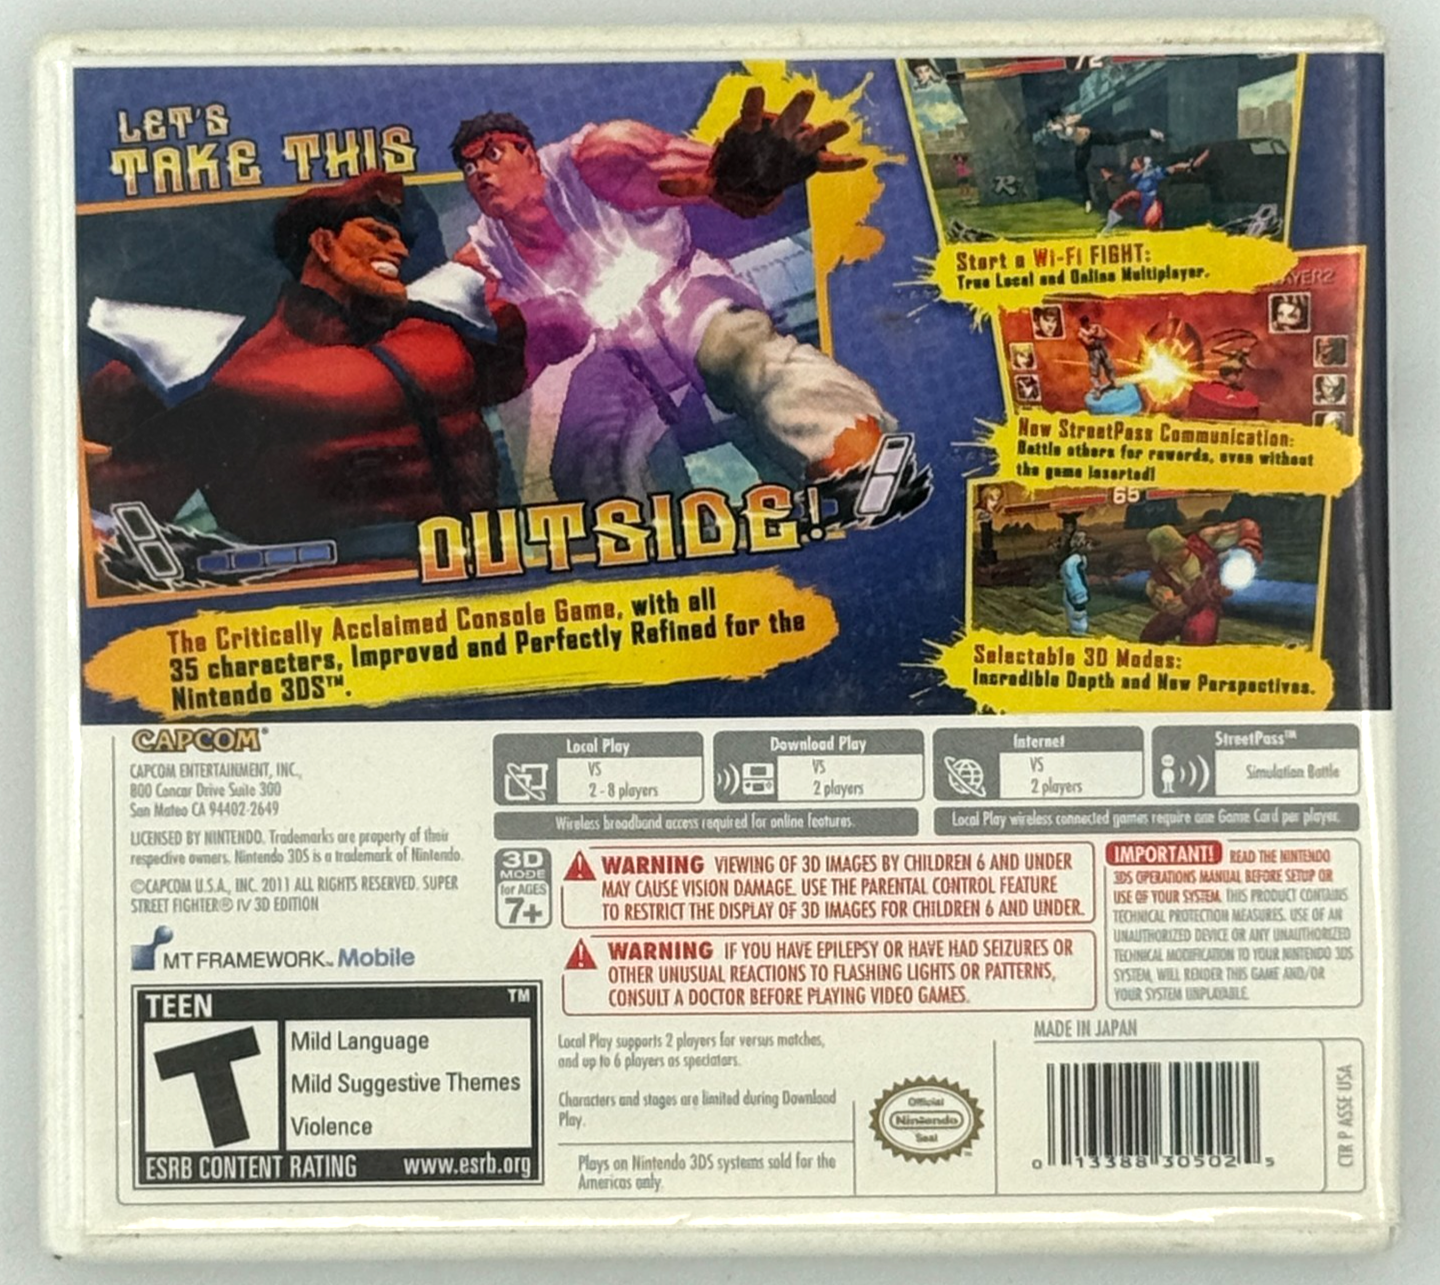 LET'S
TAKE THIS
OUTSIDE!
The Critically Acclaimed Console Game, with all
35 characters, Improved and Perfectly Refined for the
Nintendo 3DS™.
72
Start a Wi-Fi FIGHT:
True Local and Online Multiplayer.
PLAYER2
New StreetPass Communication:
Battle others for rewards, even without
the game inserted!
65
Selectable 3D Modes:
Incredible Depth and New Perspectives.
CAPCOM®
CAPCOM ENTERTAINMENT, INC.,
800 Concar Drive Suite 300
San Mateo CA 94402-2649
LICENSED BY NINTENDO. Trademarks are property of their
respective owners. Nintendo 3DS is a trademark of Nintendo.
©CAPCOM U.S.A., INC. 2011 ALL RIGHTS RESERVED. SUPER
STREET FIGHTER® IV 3D EDITION
MT FRAMEWORK™ Mobile
TEEN ™
T
Mild Language
Mild Suggestive Themes
Violence
ESRB CONTENT RATING www.esrb.org
Local Play
VS
2 - 8 players
Download Play
VS
2 players
Internet
VS
2 players
StreetPass™
Simulation Battle
Wireless broadband access required for online features.
Local Play wireless connected games require one Game Card per player.
3D
MODE
for AGES
7+
WARNING VIEWING OF 3D IMAGES BY CHILDREN 6 AND UNDER
MAY CAUSE VISION DAMAGE. USE THE PARENTAL CONTROL FEATURE
TO RESTRICT THE DISPLAY OF 3D IMAGES FOR CHILDREN 6 AND UNDER.
WARNING IF YOU HAVE EPILEPSY OR HAVE HAD SEIZURES OR
OTHER UNUSUAL REACTIONS TO FLASHING LIGHTS OR PATTERNS,
CONSULT A DOCTOR BEFORE PLAYING VIDEO GAMES.
IMPORTANT! READ THE NINTENDO
3DS OPERATIONS MANUAL BEFORE SETUP OR
USE OF YOUR SYSTEM. THIS PRODUCT CONTAINS
TECHNICAL PROTECTION MEASURES. USE OF AN
UNAUTHORIZED DEVICE OR ANY UNAUTHORIZED
TECHNICAL MODIFICATION TO YOUR NINTENDO 3DS
SYSTEM, WILL RENDER THIS GAME AND/OR
YOUR SYSTEM UNPLAYABLE.
Local Play supports 2 players for versus matches,
and up to 6 players as spectators.
Characters and stages are limited during Download
Play.
Plays on Nintendo 3DS systems sold for the
Americas only.
Official
Nintendo
Seal
MADE IN JAPAN
0 13388 30502 5
CTR P ASSE USA